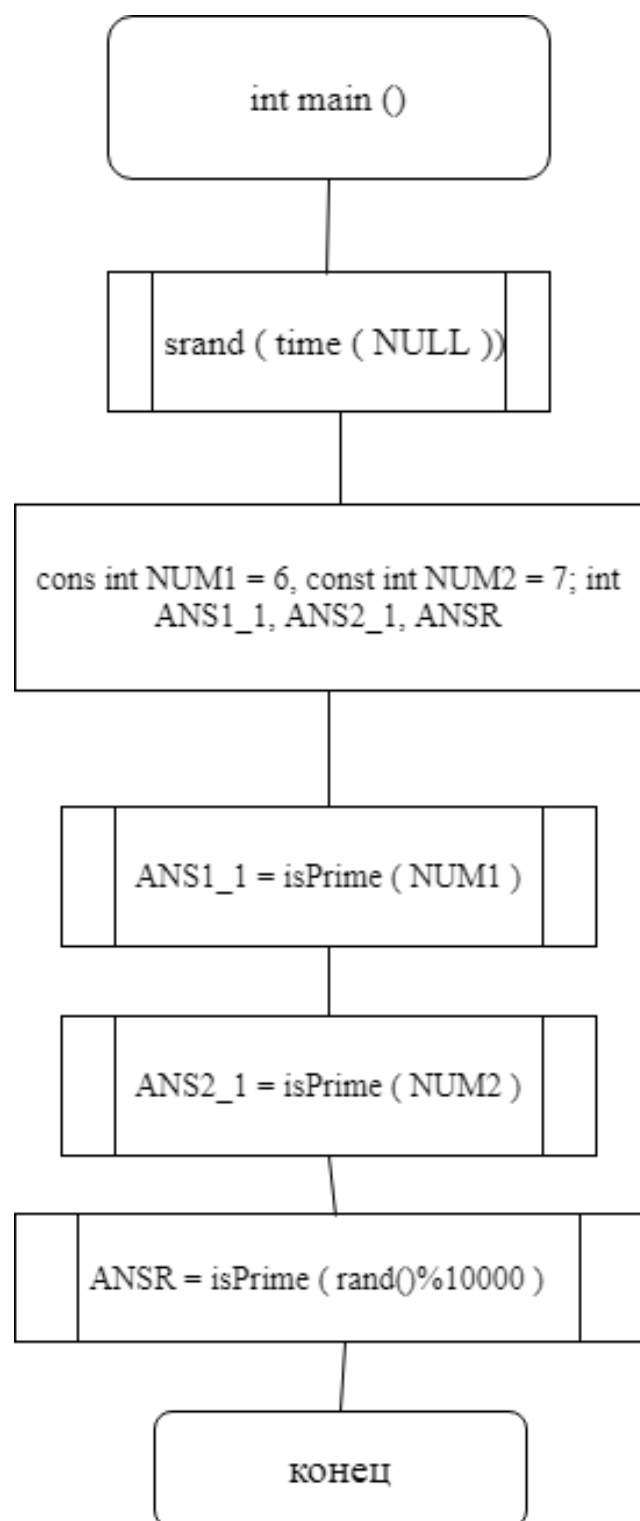 int main ()
srand ( time ( NULL ))
cons int NUM1 = 6, const int NUM2 = 7; int
ANS1_1, ANS2_1, ANSR
ANS1_1 = isPrime ( NUM1 )
ANS2_1 = isPrime ( NUM2 )
ANSR = isPrime ( rand()%10000 )
конец